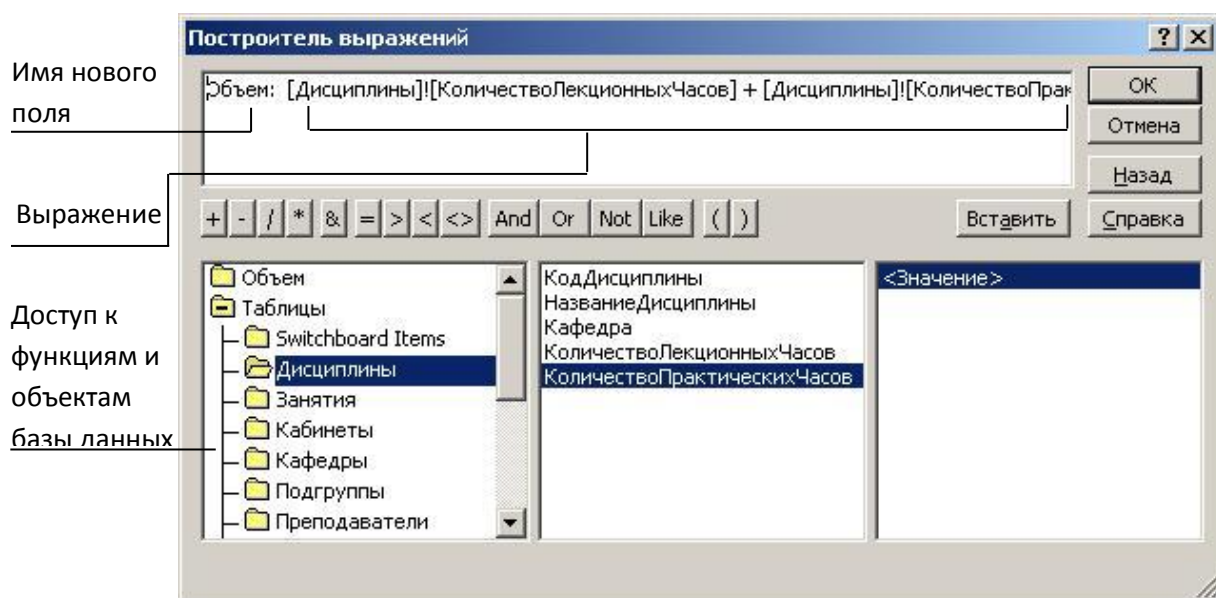 Построитель выражений
Имя нового
поля
Объем: [Дисциплины]![КоличествоЛекционныхЧасов] + [Дисциплины]![КоличествоПрак
OK
Отмена
Назад
Выражение
+ - / * & = > < <> And Or Not Like ( )
Вставить
Справка
Доступ к
функциям и
объектам
базы данных
Объем
Таблицы
Switchboard Items
Дисциплины
Занятия
Кабинеты
Кафедры
Подгруппы
Преподаватели
КодДисциплины
НазваниеДисциплины
Кафедра
КоличествоЛекционныхЧасов
КоличествоПрактическихЧасов
<Значение>